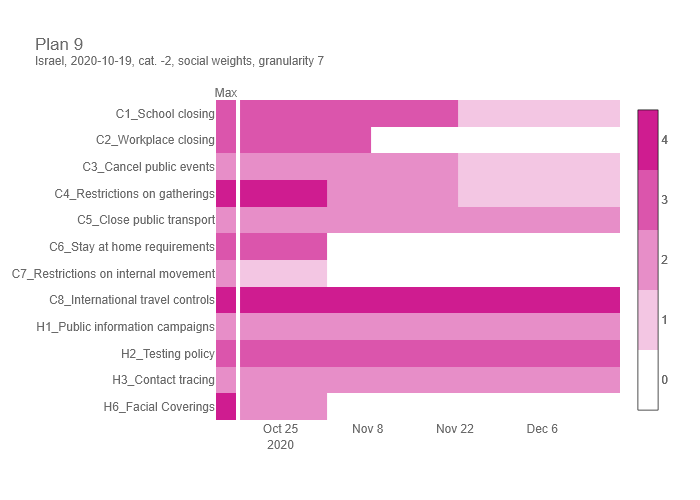 Plan 9
Israel, 2020-10-19, cat. -2, social weights, granularity 7
Max
C1_School closing
C2_Workplace closing
C3_Cancel public events
C4_Restrictions on gatherings
C5_Close public transport
C6_Stay at home requirements
C7_Restrictions on internal movement
C8_International travel controls
H1_Public information campaigns
H2_Testing policy
H3_Contact tracing
H6_Facial Coverings
Oct 25
2020
Nov 8
Nov 22
Dec 6
4
3
2
1
0